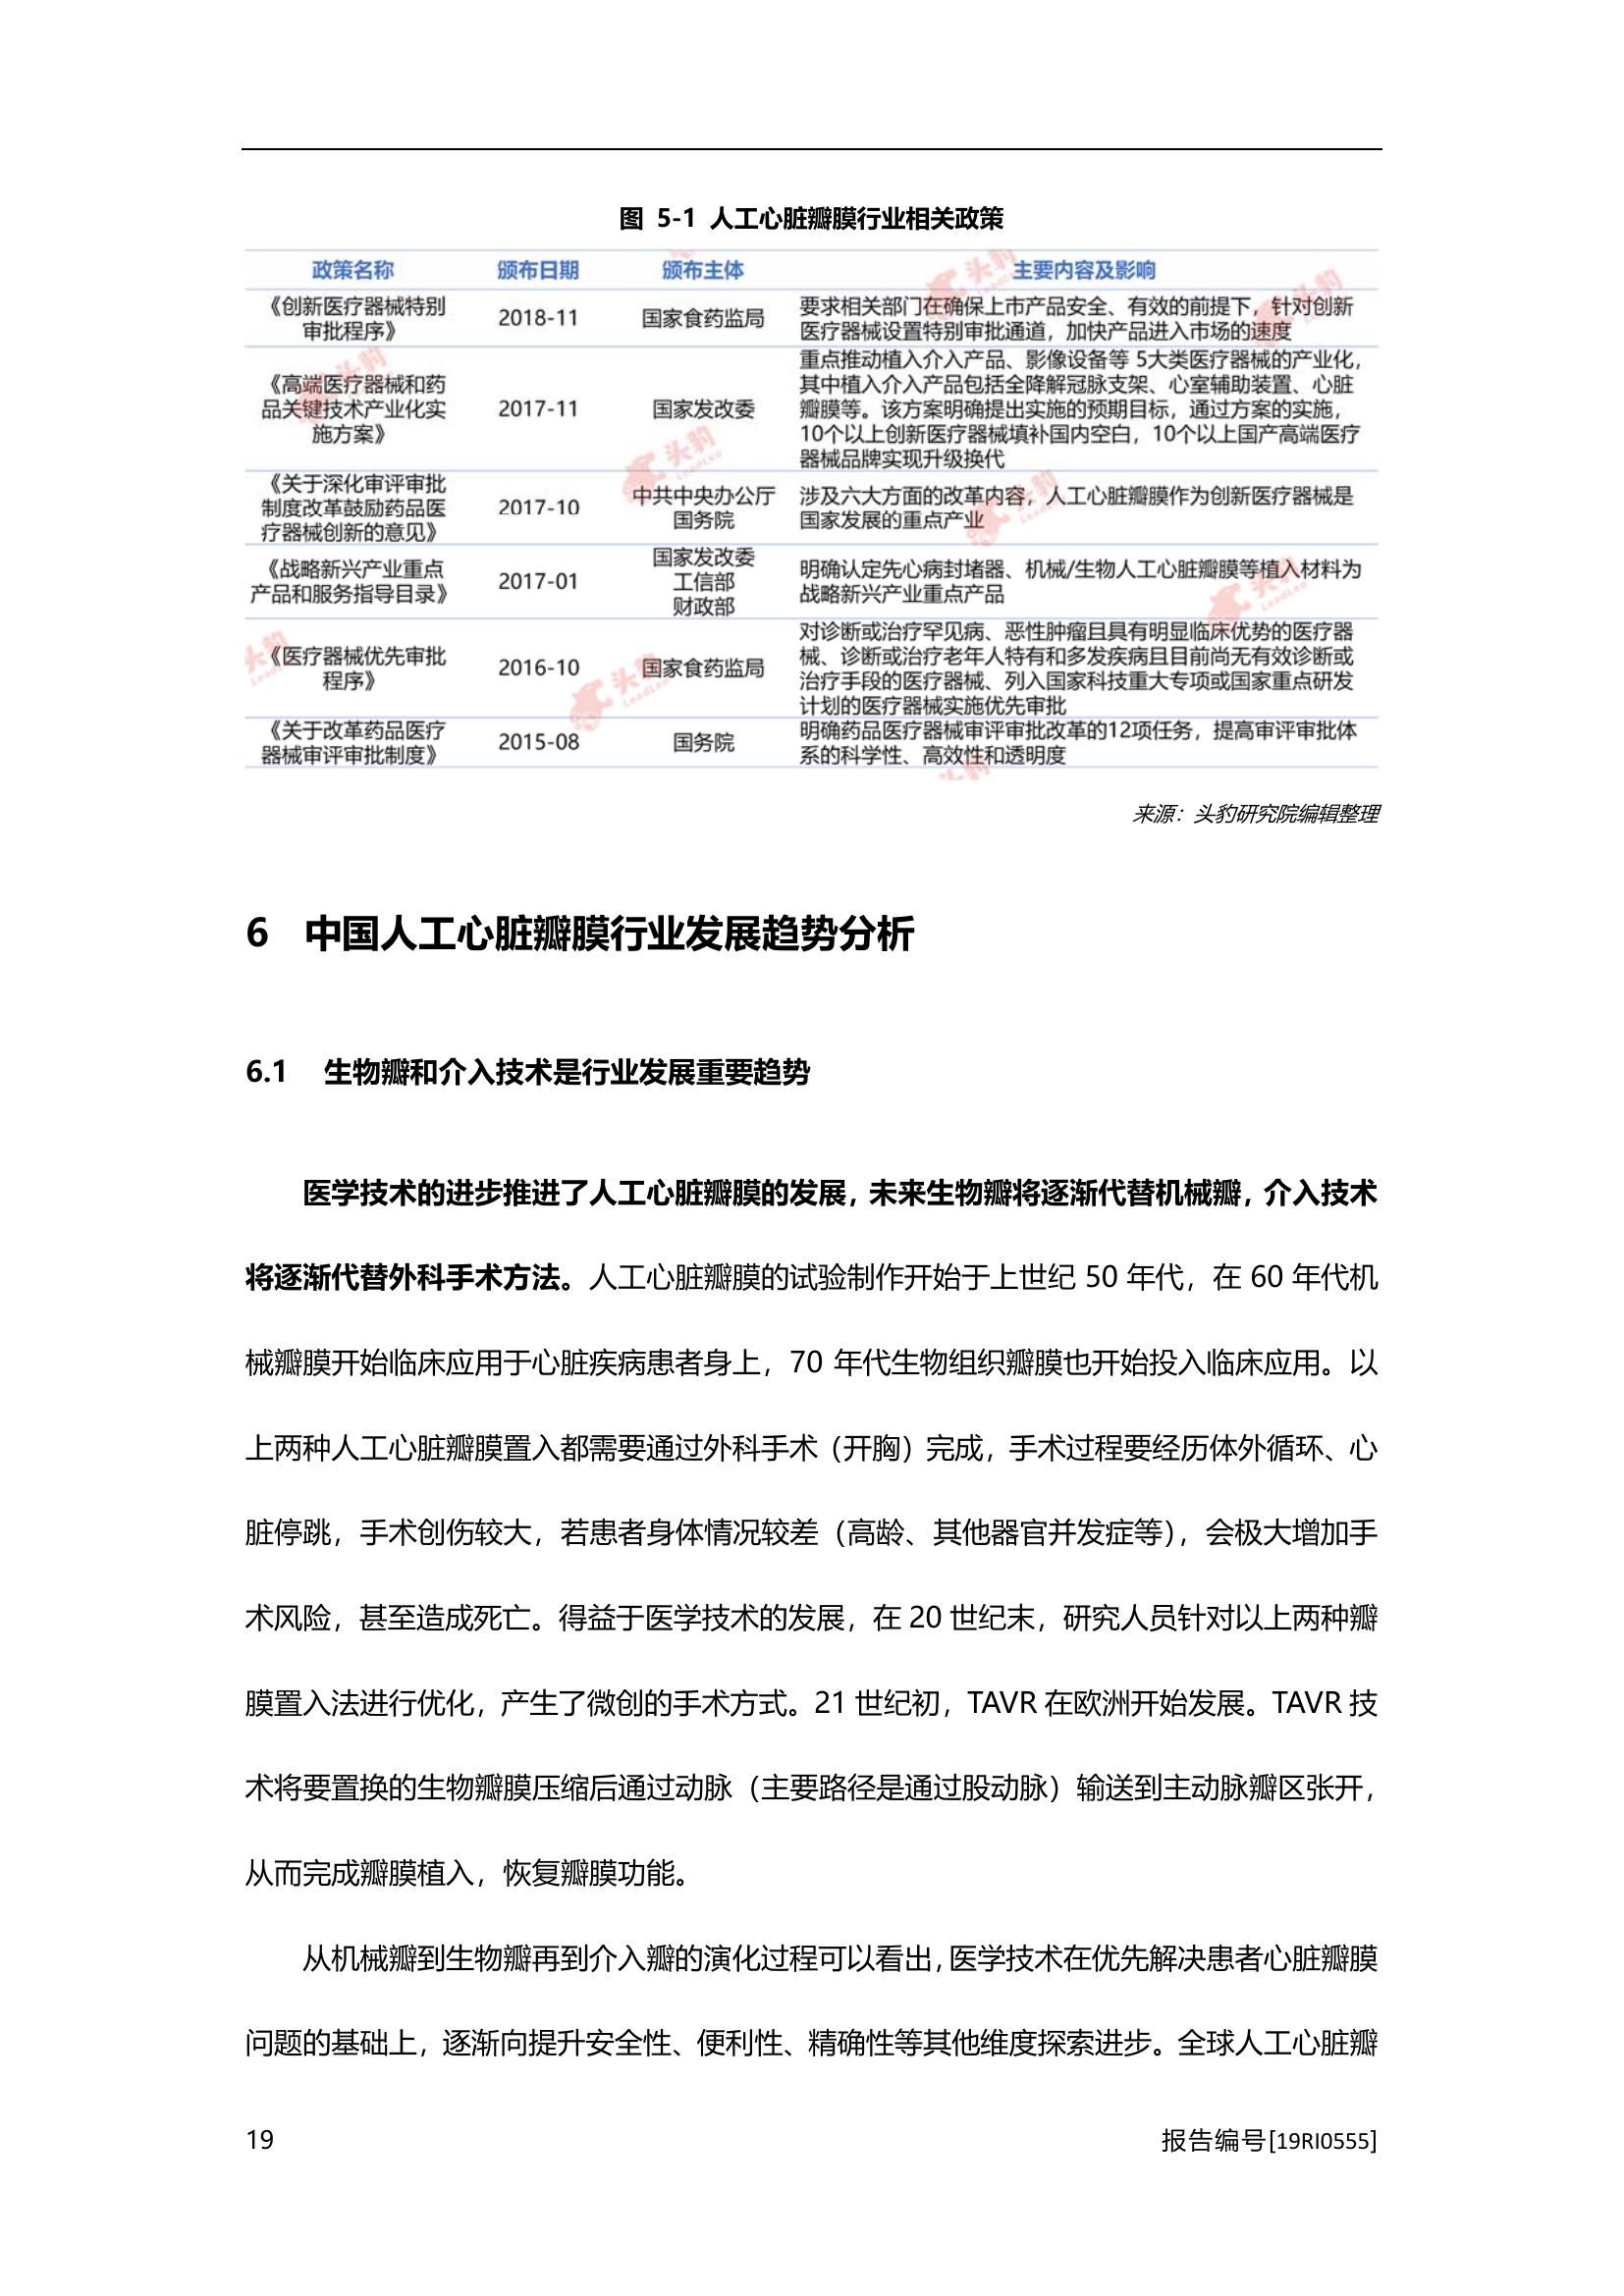 图 5-1 人工心脏瓣膜行业相关政策
政策名称 颁布日期 颁布主体 主要内容及影响
《创新医疗器械特别
审批程序》
2018-11
国家食药监局
要求相关部门在确保上市产品安全、有效的前提下，针对创新
医疗器械设置特别审批通道，加快产品进入市场的速度
《高端医疗器械和药
品关键技术产业化实
施方案》
2017-11
国家发改委
重点推动植入介入产品、影像设备等 5大类医疗器械的产业化，
其中植入介入产品包括全降解冠脉支架、心室辅助装置、心脏
瓣膜等。该方案明确提出实施的预期目标，通过方案的实施，
10个以上创新医疗器械填补国内空白，10个以上国产高端医疗
器械品牌实现升级换代
《关于深化审评审批
制度改革鼓励药品医
疗器械创新的意见》
2017-10
中共中央办公厅
国务院
涉及六大方面的改革内容，人工心脏瓣膜作为创新医疗器械是
国家发展的重点产业
《战略新兴产业重点
产品和服务指导目录》
2017-01
国家发改委
工信部
财政部
明确认定先心病封堵器、机械/生物人工心脏瓣膜等植入材料为
战略新兴产业重点产品
《医疗器械优先审批
程序》
2016-10
国家食药监局
对诊断或治疗罕见病、恶性肿瘤且具有明显临床优势的医疗器
械、诊断或治疗老年人特有和多发疾病且目前尚无有效诊断或
治疗手段的医疗器械、列入国家科技重大专项或国家重点研发
计划的医疗器械实施优先审批
《关于改革药品医疗
器械审评审批制度》
2015-08
国务院
明确药品医疗器械审评审批改革的12项任务，提高审评审批体
系的科学性、高效性和透明度
来源：头豹研究院编辑整理
6 中国人工心脏瓣膜行业发展趋势分析
6.1 生物瓣和介入技术是行业发展重要趋势
医学技术的进步推进了人工心脏瓣膜的发展，未来生物瓣将逐渐代替机械瓣，介入技术
将逐渐代替外科手术方法。人工心脏瓣膜的试验制作开始于上世纪 50 年代，在 60 年代机
械瓣膜开始临床应用于心脏疾病患者身上，70 年代生物组织瓣膜也开始投入临床应用。以
上两种人工心脏瓣膜置入都需要通过外科手术（开胸）完成，手术过程要经历体外循环、心
脏停跳，手术创伤较大，若患者身体情况较差（高龄、其他器官并发症等），会极大增加手
术风险，甚至造成死亡。得益于医学技术的发展，在 20 世纪末，研究人员针对以上两种瓣
膜置入法进行优化，产生了微创的手术方式。21 世纪初，TAVR 在欧洲开始发展。TAVR 技
术将要置换的生物瓣膜压缩后通过动脉（主要路径是通过股动脉）输送到主动脉瓣区张开，
从而完成瓣膜植入，恢复瓣膜功能。
从机械瓣到生物瓣再到介入瓣的演化过程可以看出，医学技术在优先解决患者心脏瓣膜
问题的基础上，逐渐向提升安全性、便利性、精确性等其他维度探索进步。全球人工心脏瓣
19 报告编号[19RI0555]